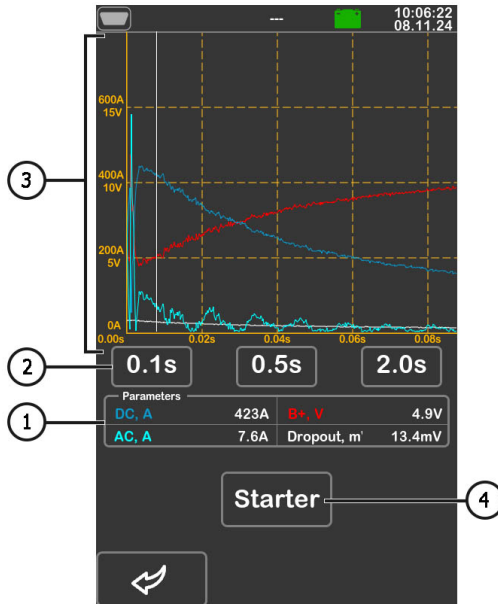 --- 10:06:22
08.11.24
600A
15V
3
400A
10V
200A
5V
0A
0.00s 0.02s 0.04s 0.06s 0.08s
2
0.1s 0.5s 2.0s
Parameters
1
DC, A 423A B+, V 4.9V
AC, A 7.6A Dropout, m' 13.4mV
Starter
4